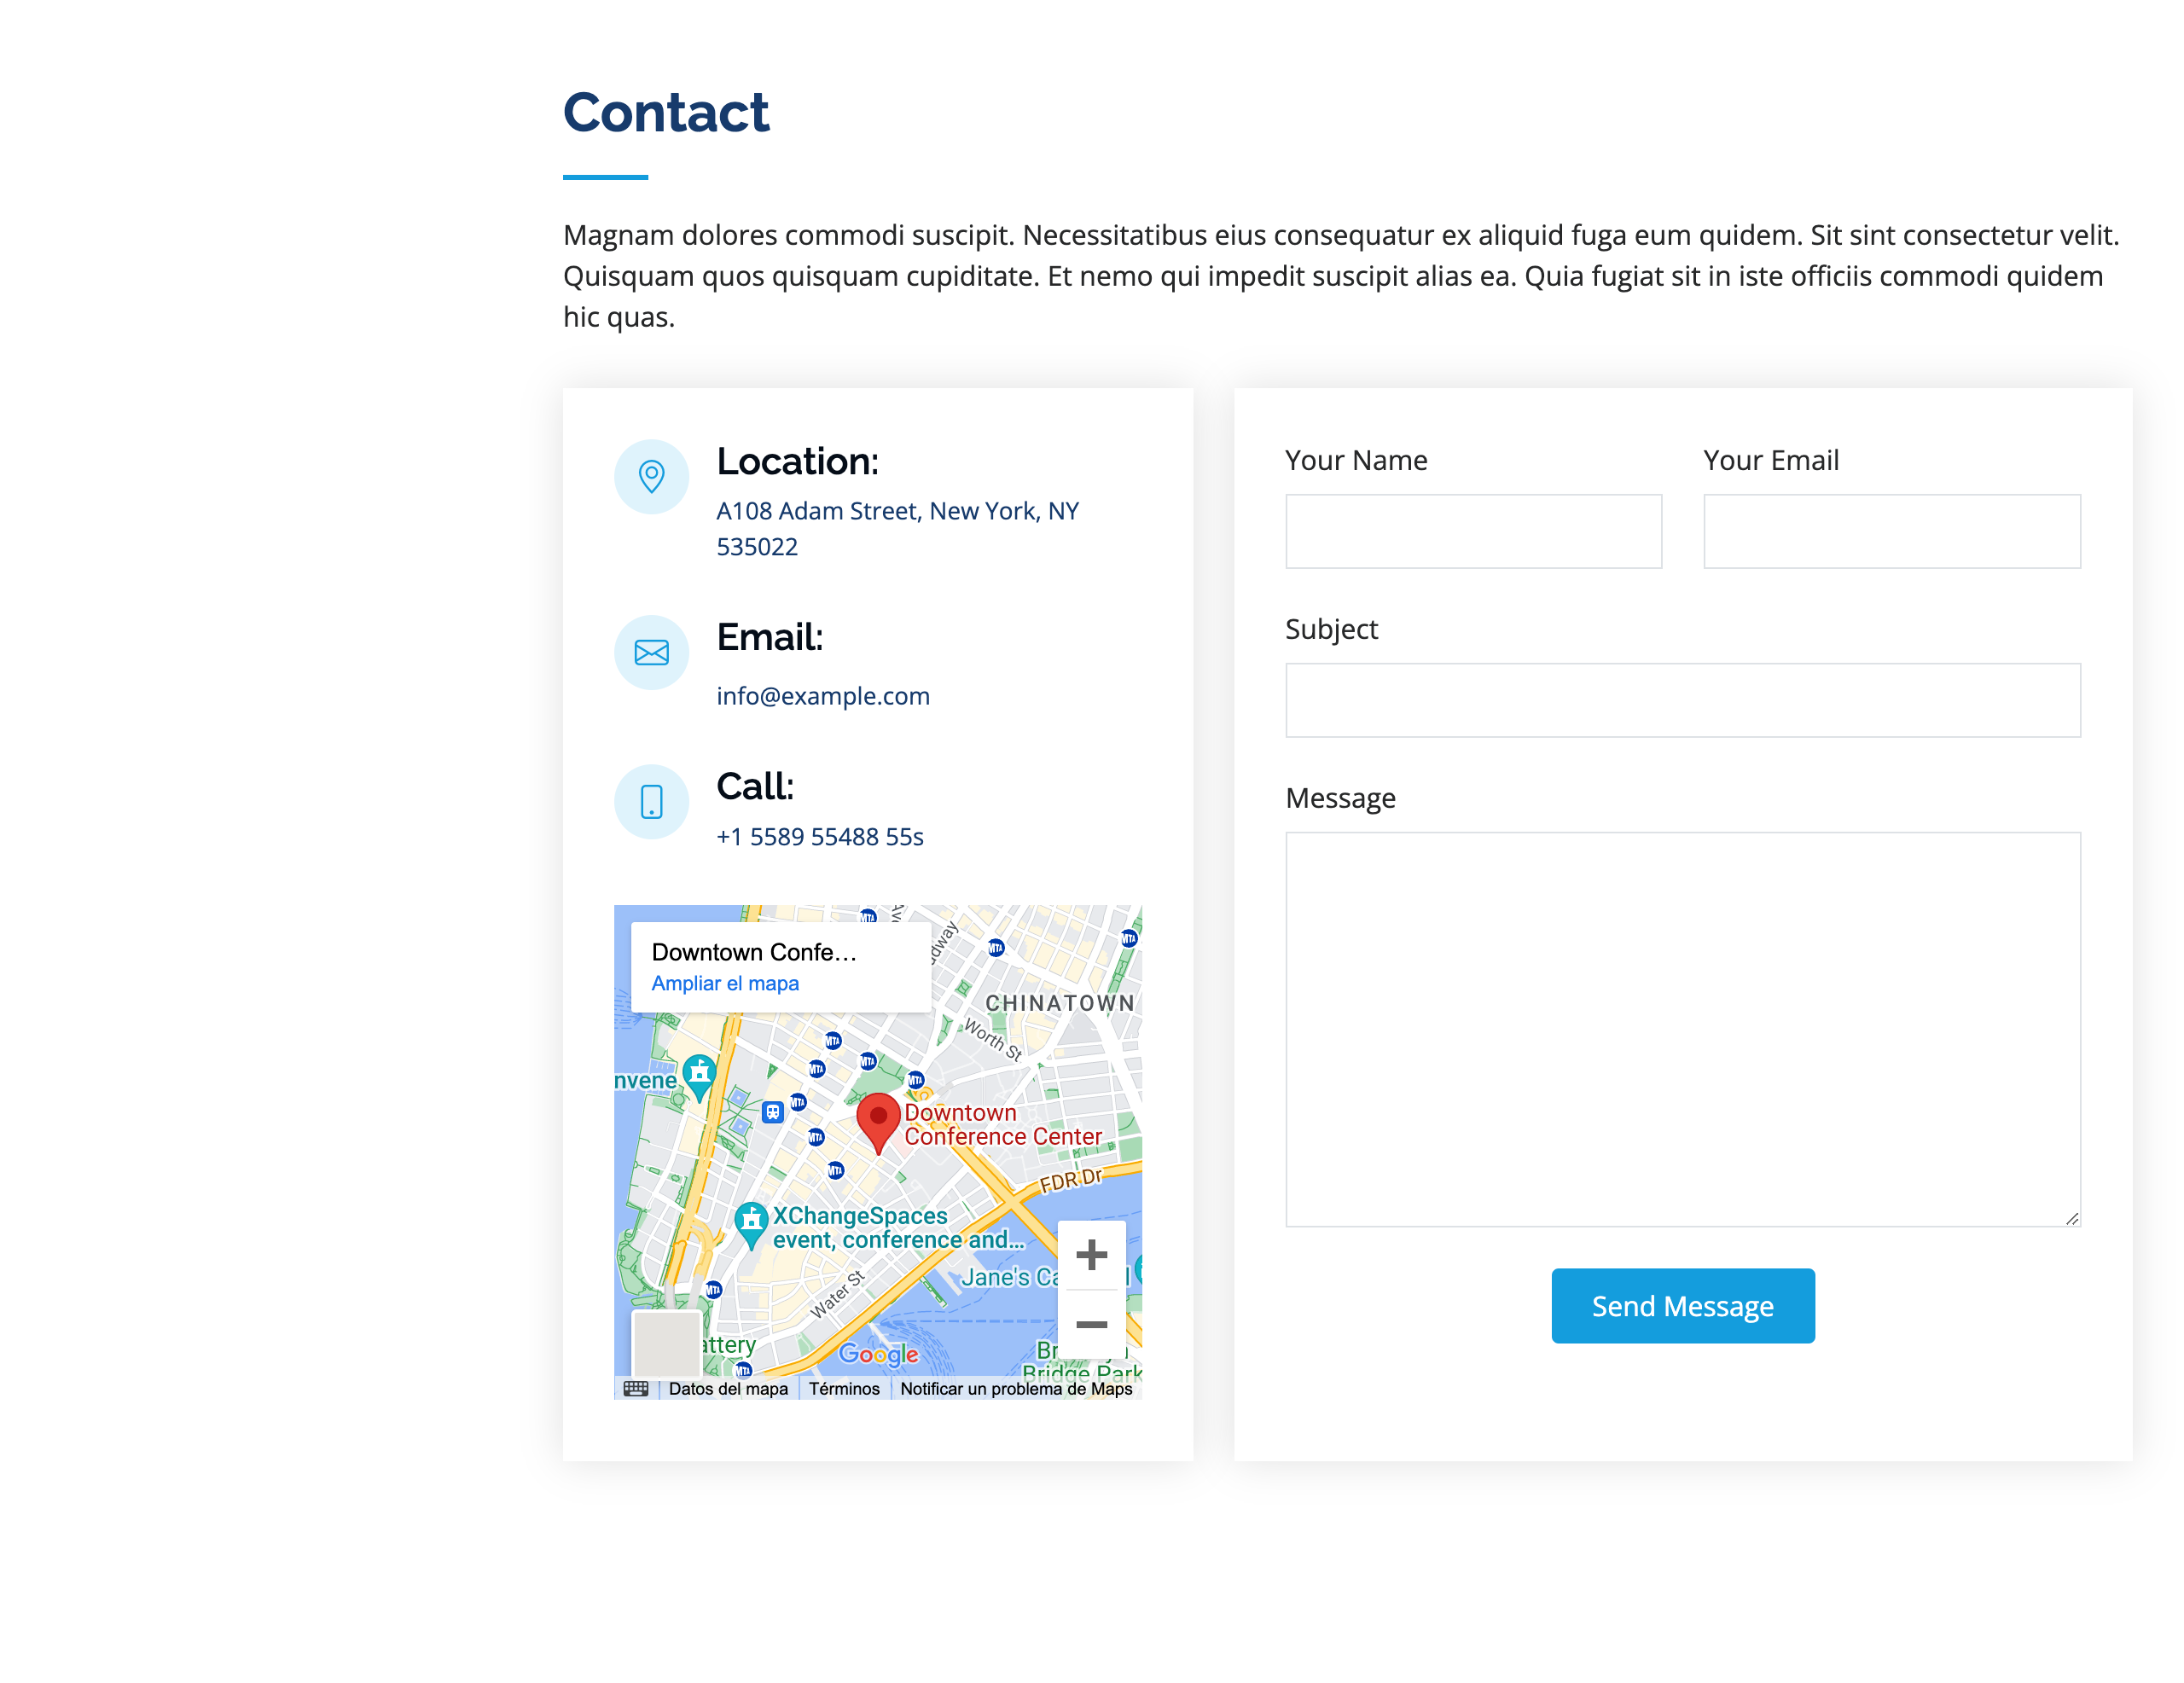 Contact
Magnam dolores commodi suscipit. Necessitatibus eius consequatur ex aliquid fuga eum quidem. Sit sint consectetur velit.
Quisquam quos quisquam cupiditate. Et nemo qui impedit suscipit alias ea. Quia fugiat sit in iste officiis commodi quidem
hic quas.
Location:
A108 Adam Street, New York, NY
535022
Email:
info@example.com
Call:
+1 5589 55488 55s
Downtown Confe...
Ampliar el mapa
CHINATOWN
Worth St
nvene
Downtown
Conference Center
FDR Dr
XChangeSpaces
event, conference and...
Jane's Ca
Water St
attery
Google
Bridge Park
Datos del mapa
Términos
Notificar un problema de Maps
Your Name
Your Email
Subject
Message
Send Message